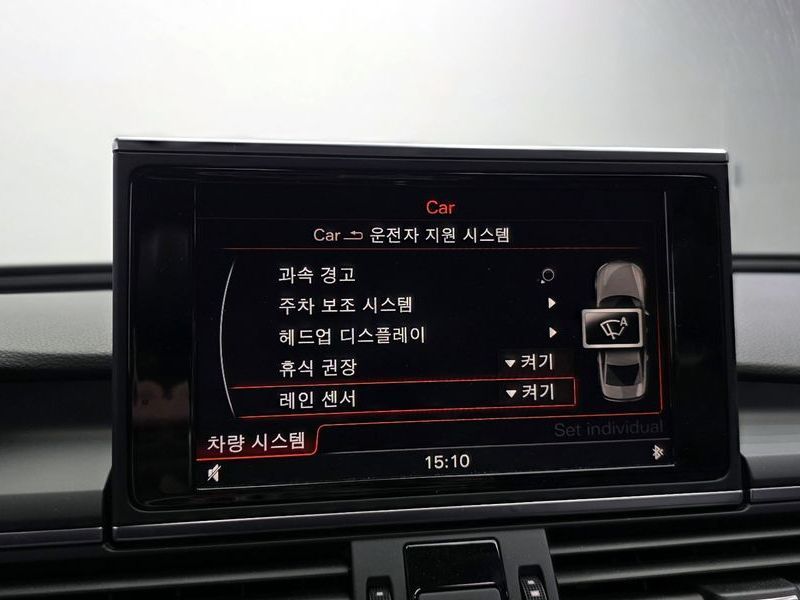 Car
Car 운전자 지원 시스템
과속 경고
주차 보조 시스템
헤드업 디스플레이
휴식 권장 켜기
레인 센서 켜기
A
Set individual
차량 시스템
15:10